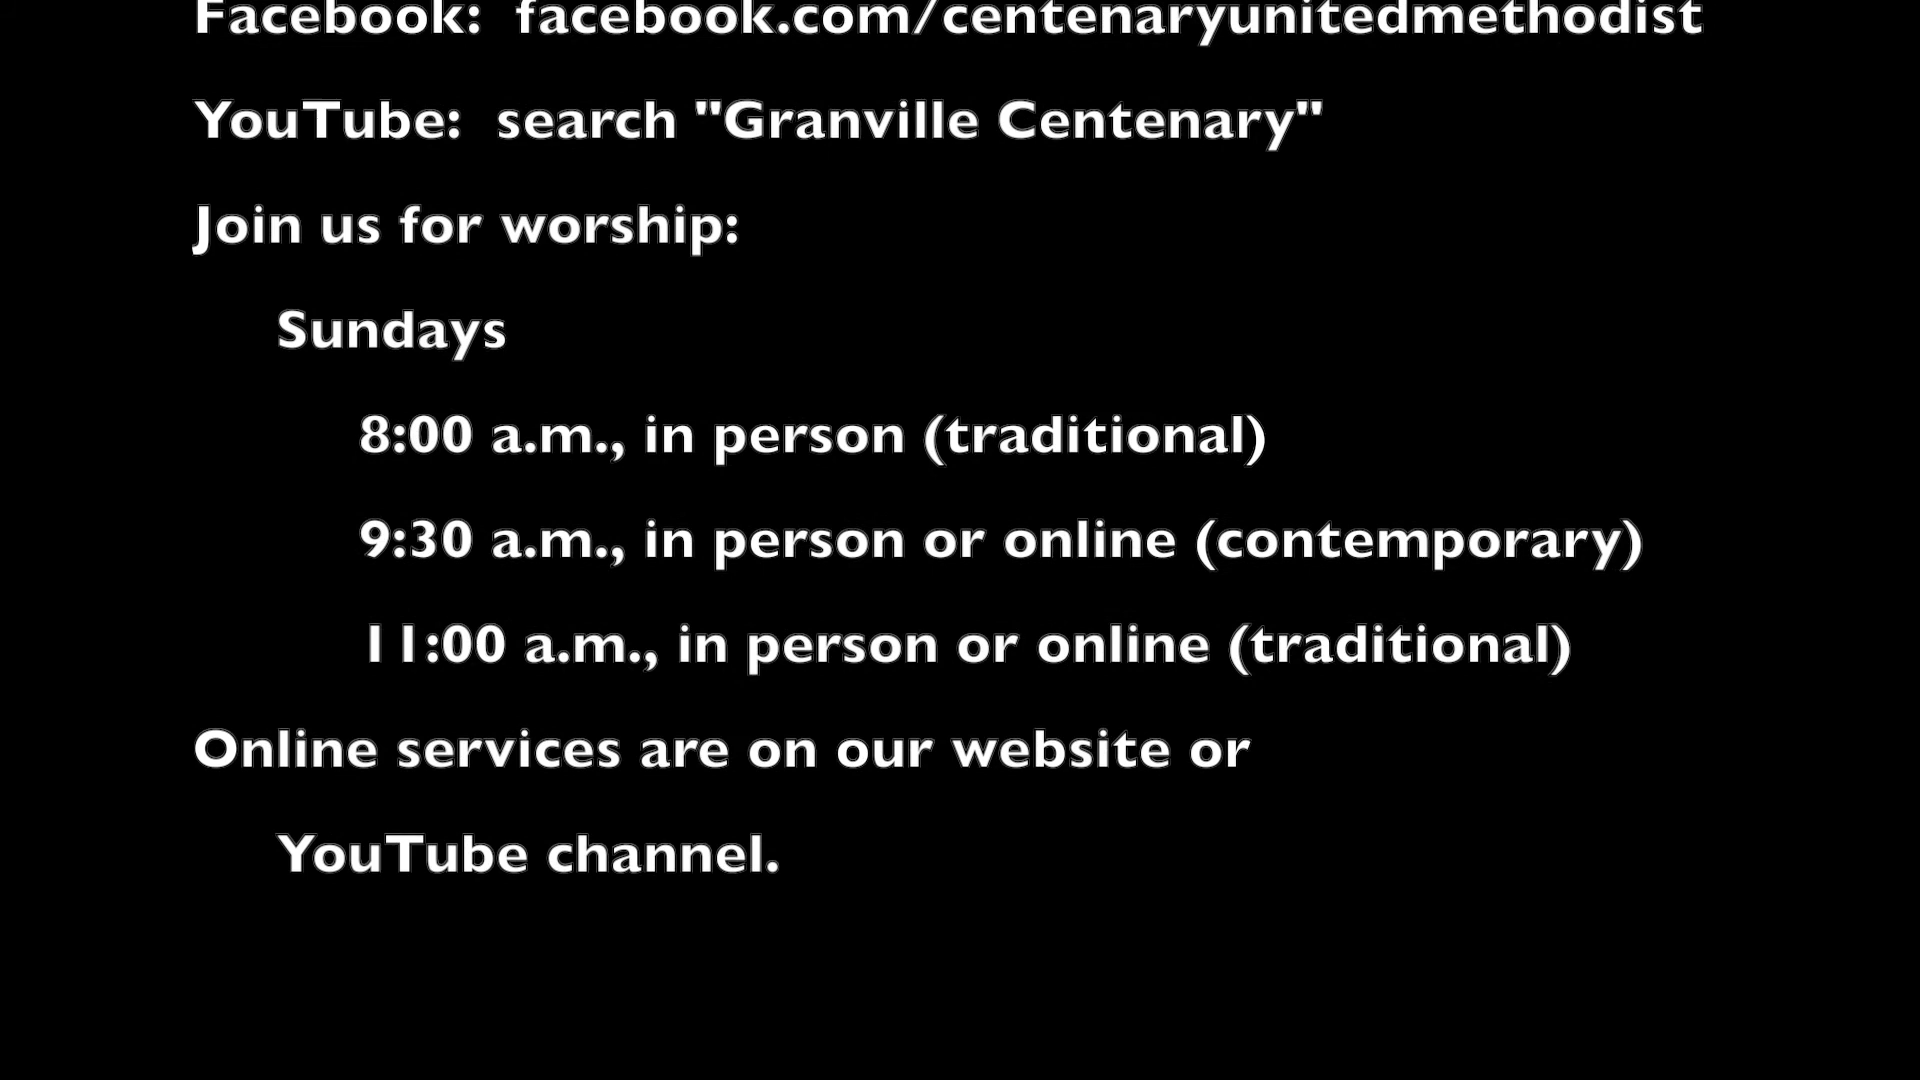 Facebook:  facebook.com/centenaryunitedmethodist
YouTube:  search "Granville Centenary"
Join us for worship:
Sundays
8:00 a.m., in person (traditional)
9:30 a.m., in person or online (contemporary)
11:00 a.m., in person or online (traditional)
Online services are on our website or
YouTube channel.